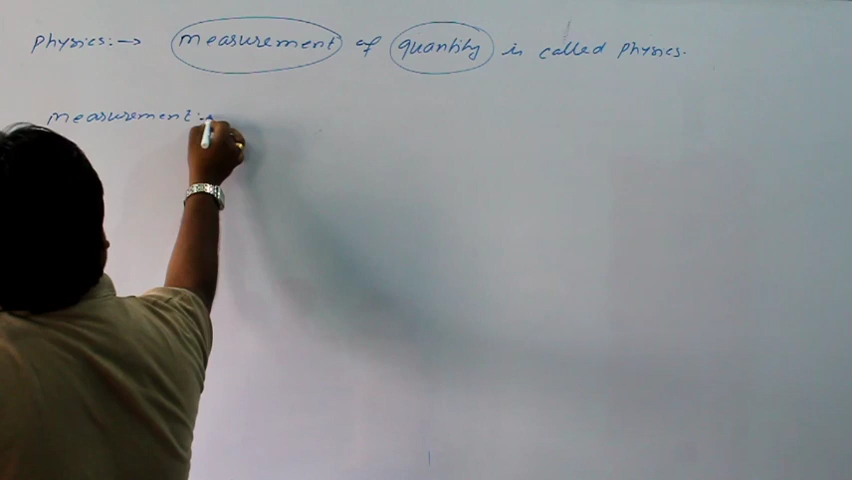 Physics:→ measurement of quantity is called physics.
measurement:-